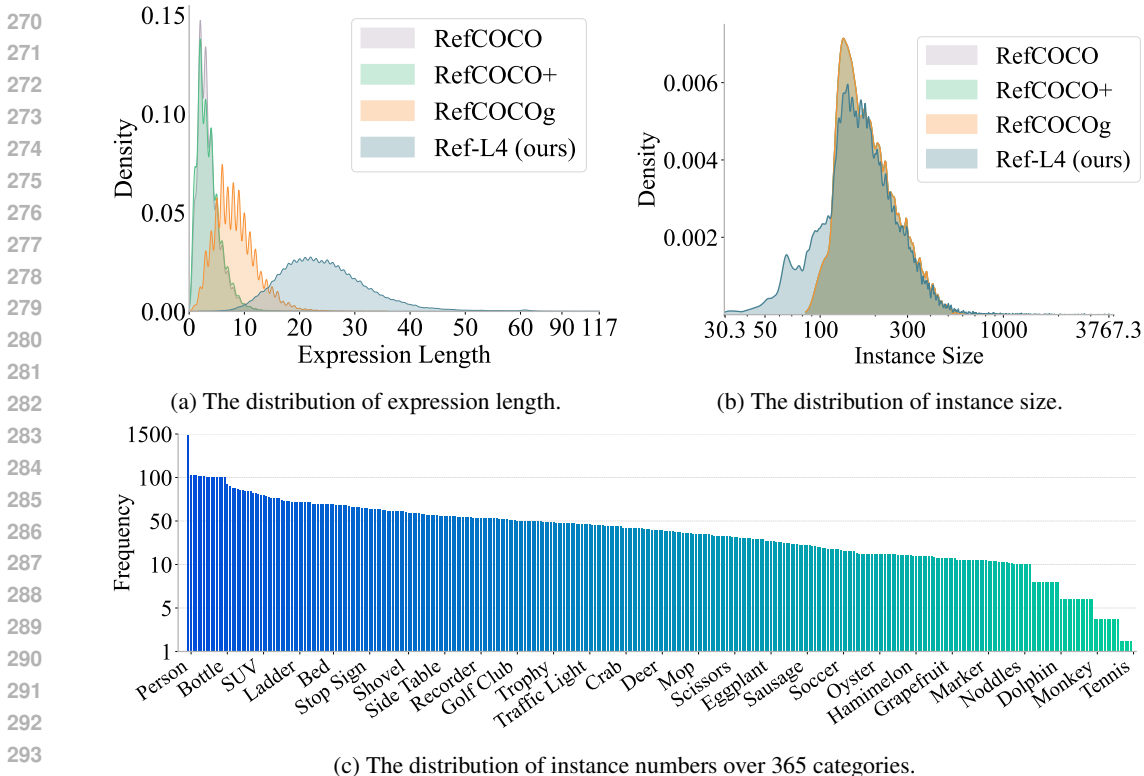 270
271
272
273
274
275
276
277
278
279
280
281
282
283
284
285
286
287
288
289
290
291
292
293
0.15
0.10
0.05
0.00
Density
0 10 20 30 40 50 60 90 117
Expression Length
RefCOCO
RefCOCO+
RefCOCOg
Ref-L4 (ours)
(a) The distribution of expression length.
0.006
0.004
0.002
Density
30.3 50 100 300 1000 3767.3
Instance Size
RefCOCO
RefCOCO+
RefCOCOg
Ref-L4 (ours)
(b) The distribution of instance size.
1500
100
50
10
5
1
Frequency
Person
Bottle
SUV
Ladder
Bed
Stop Sign
Shovel
Side Table
Recorder
Golf Club
Trophy
Traffic Light
Crab
Deer
Mop
Scissors
Eggplant
Sausage
Soccer
Oyster
Hamimelon
Grapefruit
Marker
Noddles
Dolphin
Monkey
Tennis
(c) The distribution of instance numbers over 365 categories.